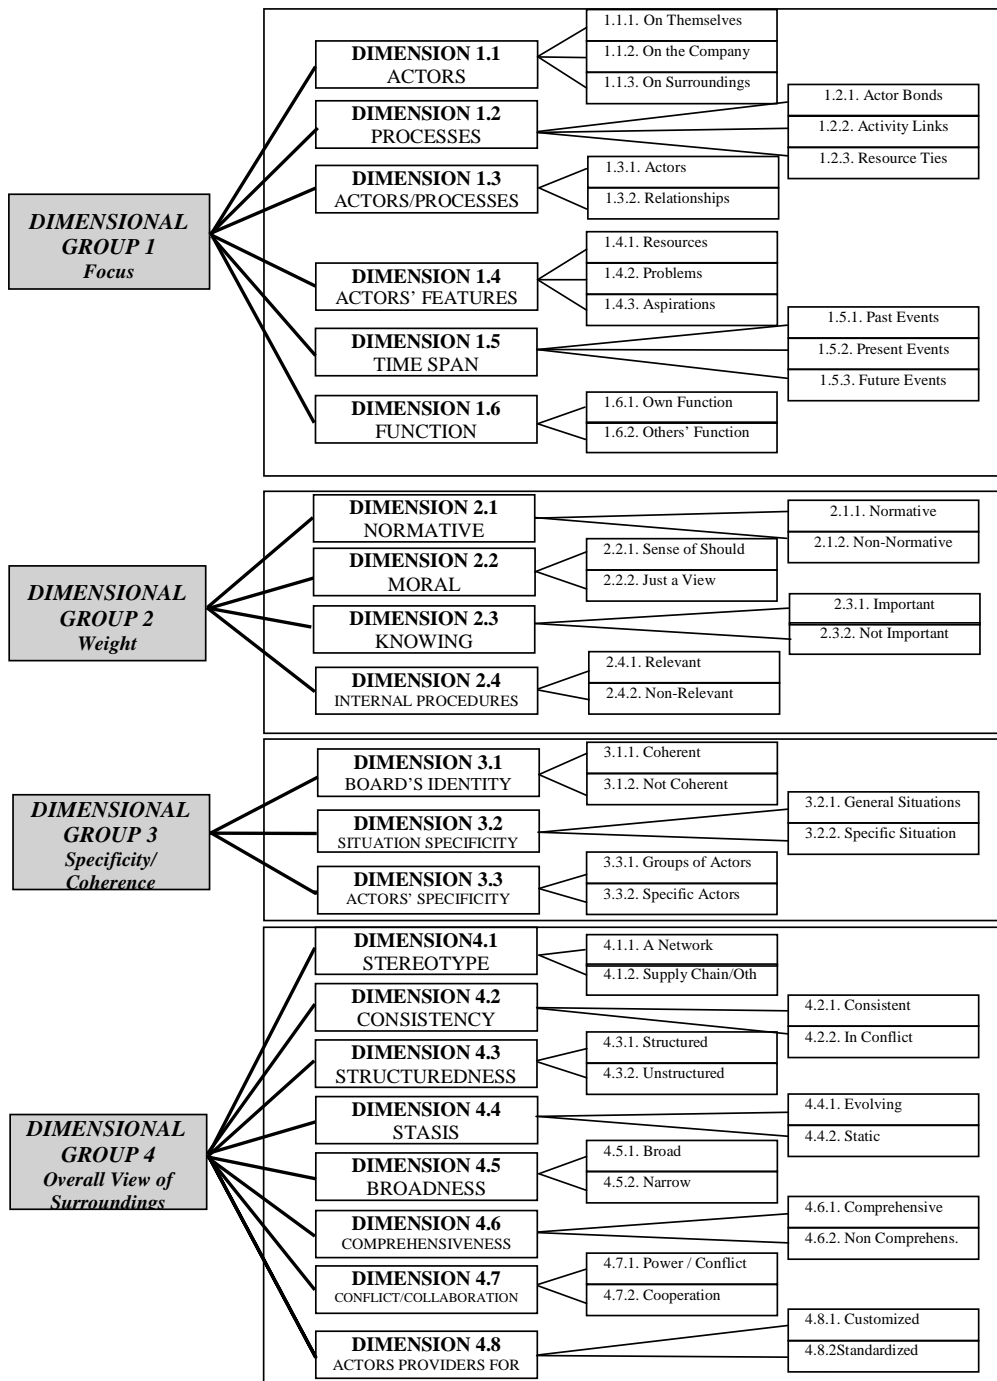 DIMENSIONAL
GROUP 1
Focus
DIMENSION 1.1
ACTORS
1.1.1. On Themselves
1.1.2. On the Company
1.1.3. On Surroundings
DIMENSION 1.2
PROCESSES
1.2.1. Actor Bonds
1.2.2. Activity Links
1.2.3. Resource Ties
DIMENSION 1.3
ACTORS/PROCESSES
1.3.1. Actors
1.3.2. Relationships
DIMENSION 1.4
ACTORS’ FEATURES
1.4.1. Resources
1.4.2. Problems
1.4.3. Aspirations
DIMENSION 1.5
TIME SPAN
1.5.1. Past Events
1.5.2. Present Events
1.5.3. Future Events
DIMENSION 1.6
FUNCTION
1.6.1. Own Function
1.6.2. Others’ Function
DIMENSIONAL
GROUP 2
Weight
DIMENSION 2.1
NORMATIVE
2.1.1. Normative
2.1.2. Non-Normative
DIMENSION 2.2
MORAL
2.2.1. Sense of Should
2.2.2. Just a View
DIMENSION 2.3
KNOWING
2.3.1. Important
2.3.2. Not Important
DIMENSION 2.4
INTERNAL PROCEDURES
2.4.1. Relevant
2.4.2. Non-Relevant
DIMENSIONAL
GROUP 3
Specificity/
Coherence
DIMENSION 3.1
BOARD’S IDENTITY
3.1.1. Coherent
3.1.2. Not Coherent
DIMENSION 3.2
SITUATION SPECIFICITY
3.2.1. General Situations
3.2.2. Specific Situation
DIMENSION 3.3
ACTORS’ SPECIFICITY
3.3.1. Groups of Actors
3.3.2. Specific Actors
DIMENSIONAL
GROUP 4
Overall View of
Surroundings
DIMENSION4.1
STEREOTYPE
4.1.1. A Network
4.1.2. Supply Chain/Oth
DIMENSION 4.2
CONSISTENCY
4.2.1. Consistent
4.2.2. In Conflict
DIMENSION 4.3
STRUCTUREDNESS
4.3.1. Structured
4.3.2. Unstructured
DIMENSION 4.4
STASIS
4.4.1. Evolving
4.4.2. Static
DIMENSION 4.5
BROADNESS
4.5.1. Broad
4.5.2. Narrow
DIMENSION 4.6
COMPREHENSIVENESS
4.6.1. Comprehensive
4.6.2. Non Comprehens.
DIMENSION 4.7
CONFLICT/COLLABORATION
4.7.1. Power / Conflict
4.7.2. Cooperation
DIMENSION 4.8
ACTORS PROVIDERS FOR
4.8.1. Customized
4.8.2Standardized